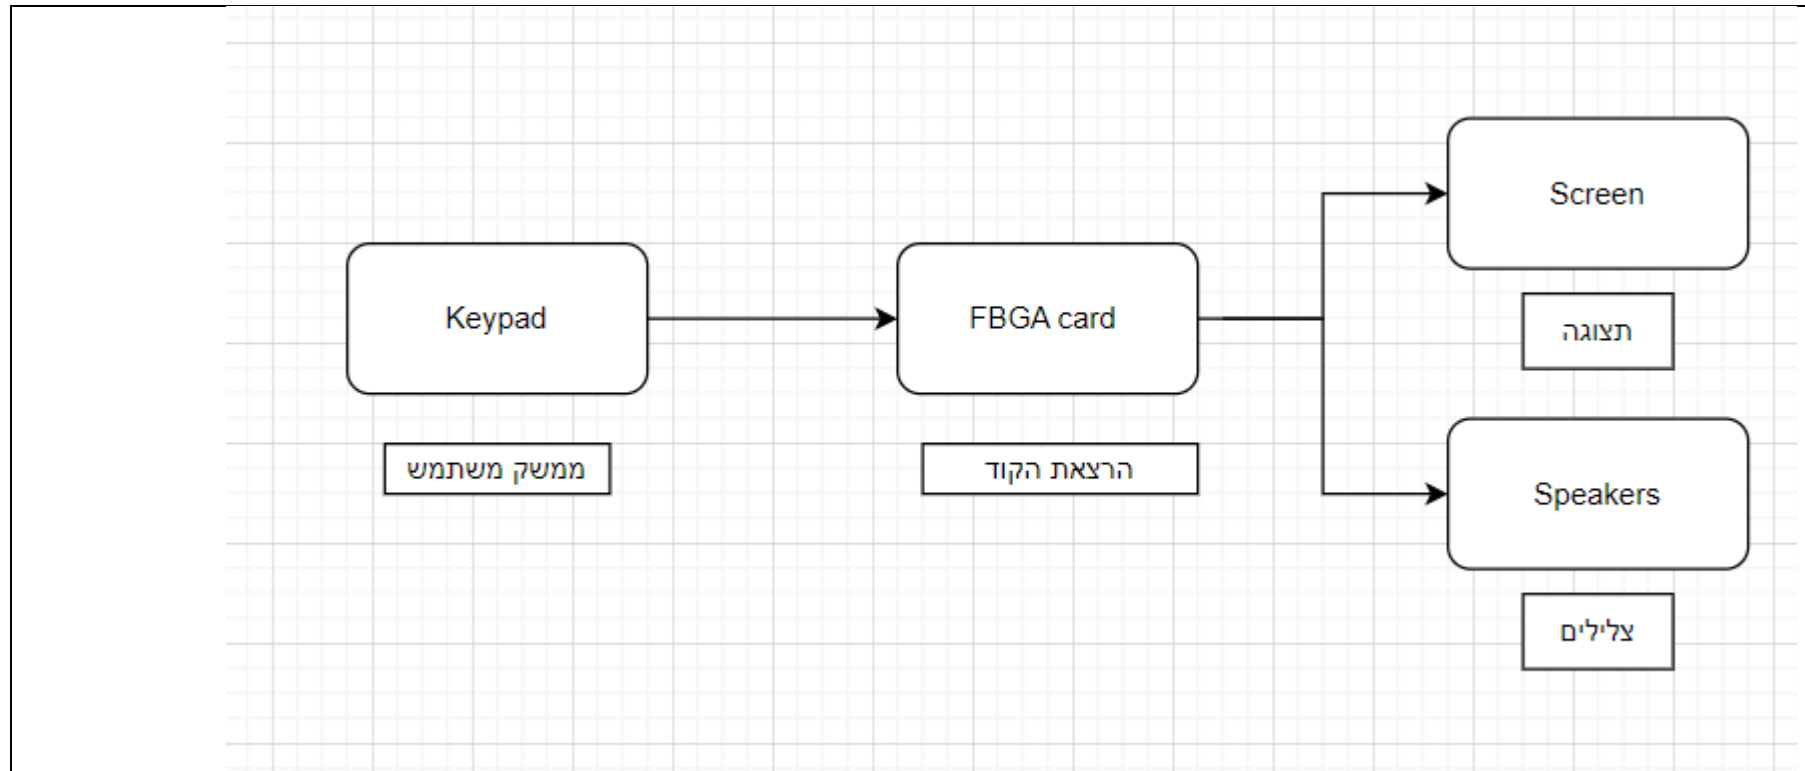 Keypad
ממשק משתמש
FBGA card
הרצאת הקוד
Screen
תצוגה
Speakers
צלילים